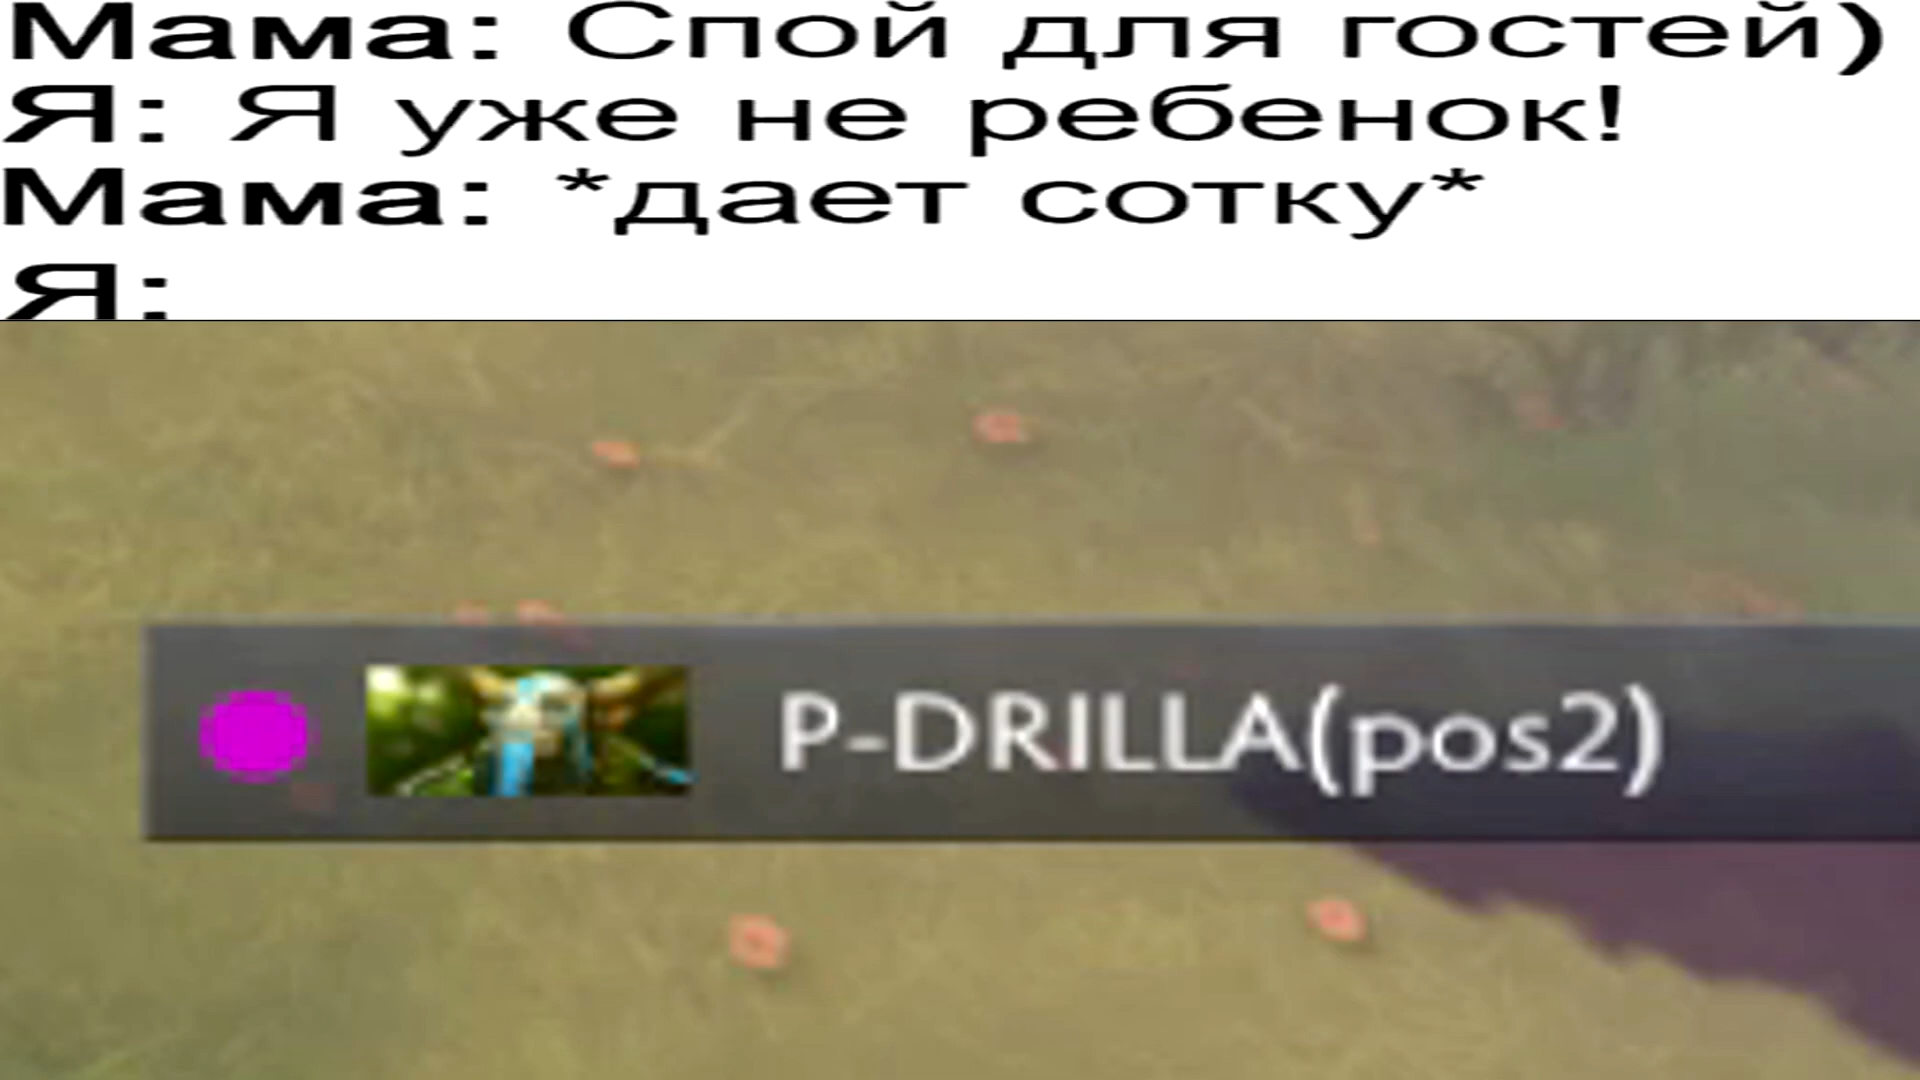 Мама: Спой для гостей)
Я: Я уже не ребенок!
Мама: *дает сотку*
Я:
P-DRILLA(pos2)